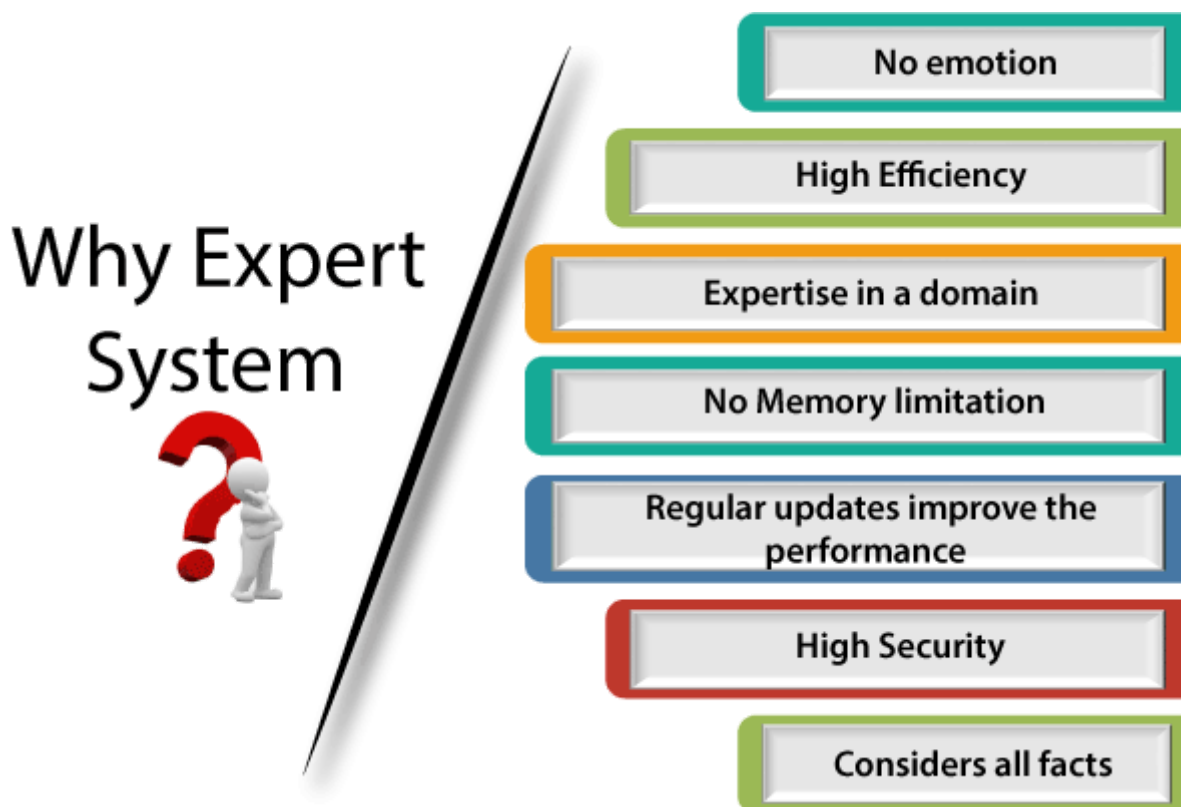 Why Expert
System
No emotion
High Efficiency
Expertise in a domain
No Memory limitation
Regular updates improve the
performance
High Security
Considers all facts